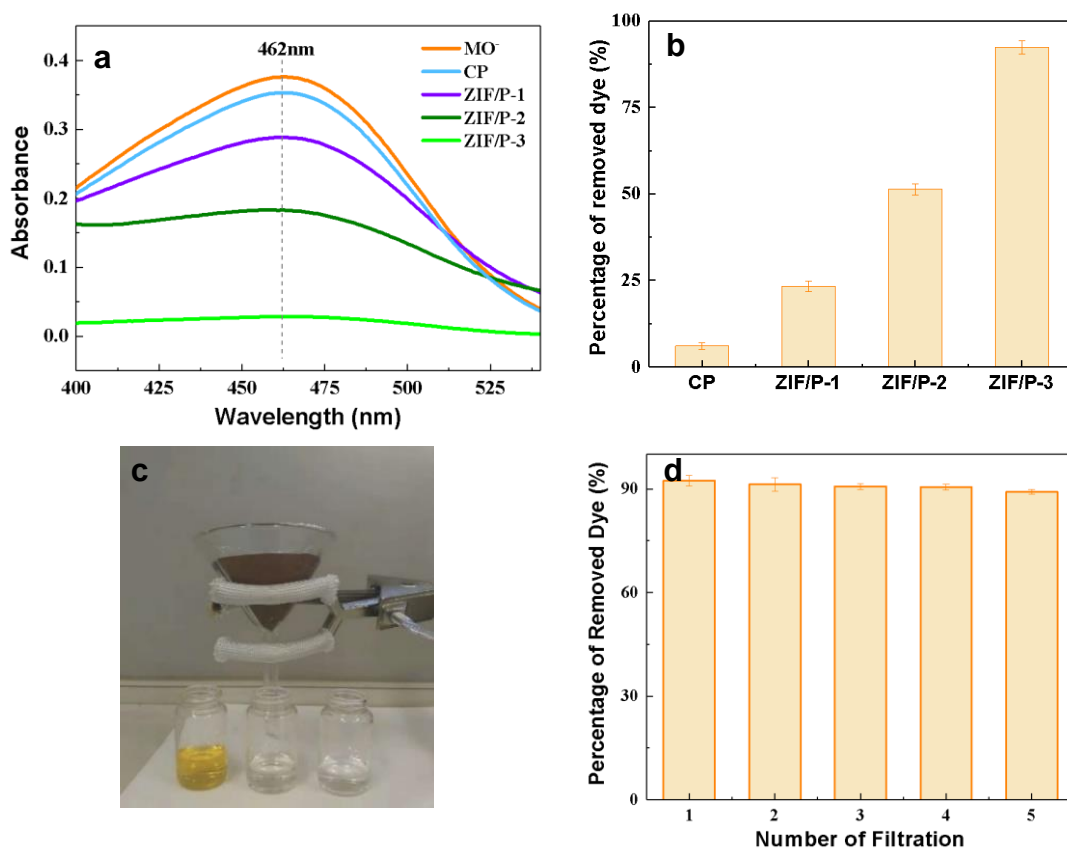 a
462nm
MO⁻
CP
ZIF/P-1
ZIF/P-2
ZIF/P-3
Absorbance
0.4
0.3
0.2
0.1
0.0
400 425 450 475 500 525
Wavelength (nm)
b
Percentage of removed dye (%)
100
75
50
25
0
CP ZIF/P-1 ZIF/P-2 ZIF/P-3
c
d
Percentage of Removed Dye (%)
90
60
30
0
1 2 3 4 5
Number of Filtration